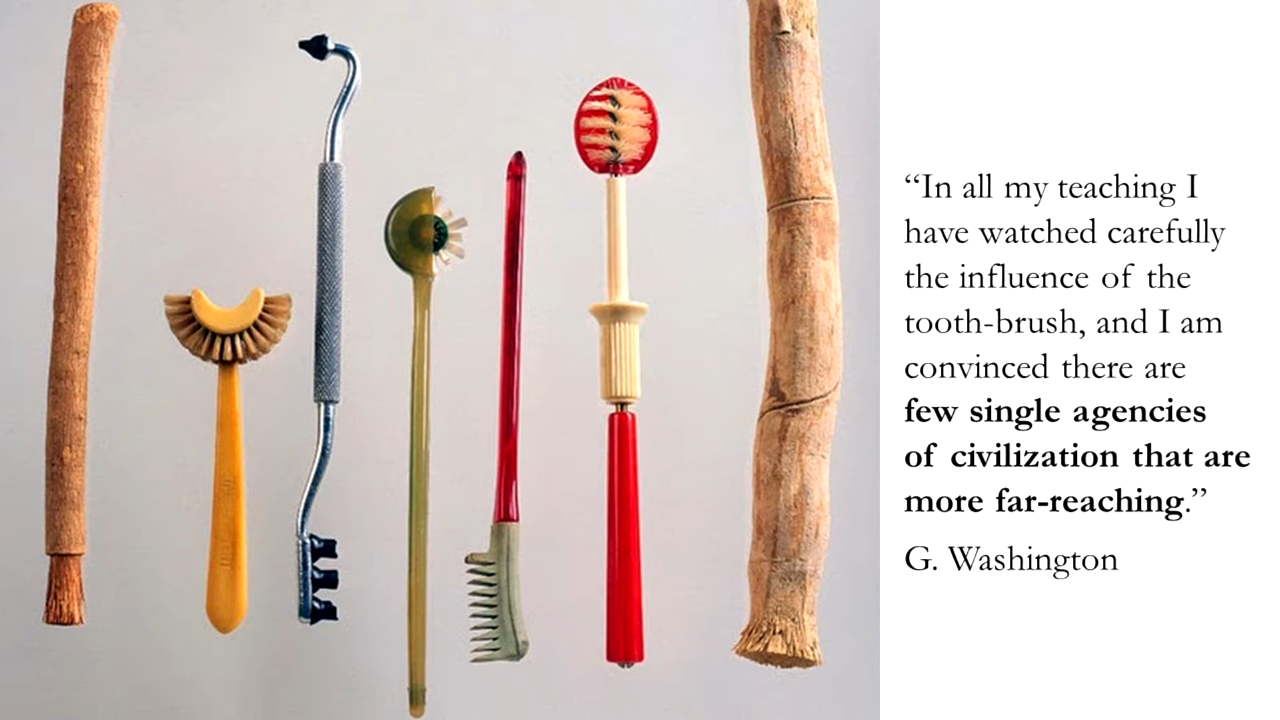 “In all my teaching I
have watched carefully
the influence of the
tooth-brush, and I am
convinced there are
few single agencies
of civilization that are
more far-reaching.”
G. Washington